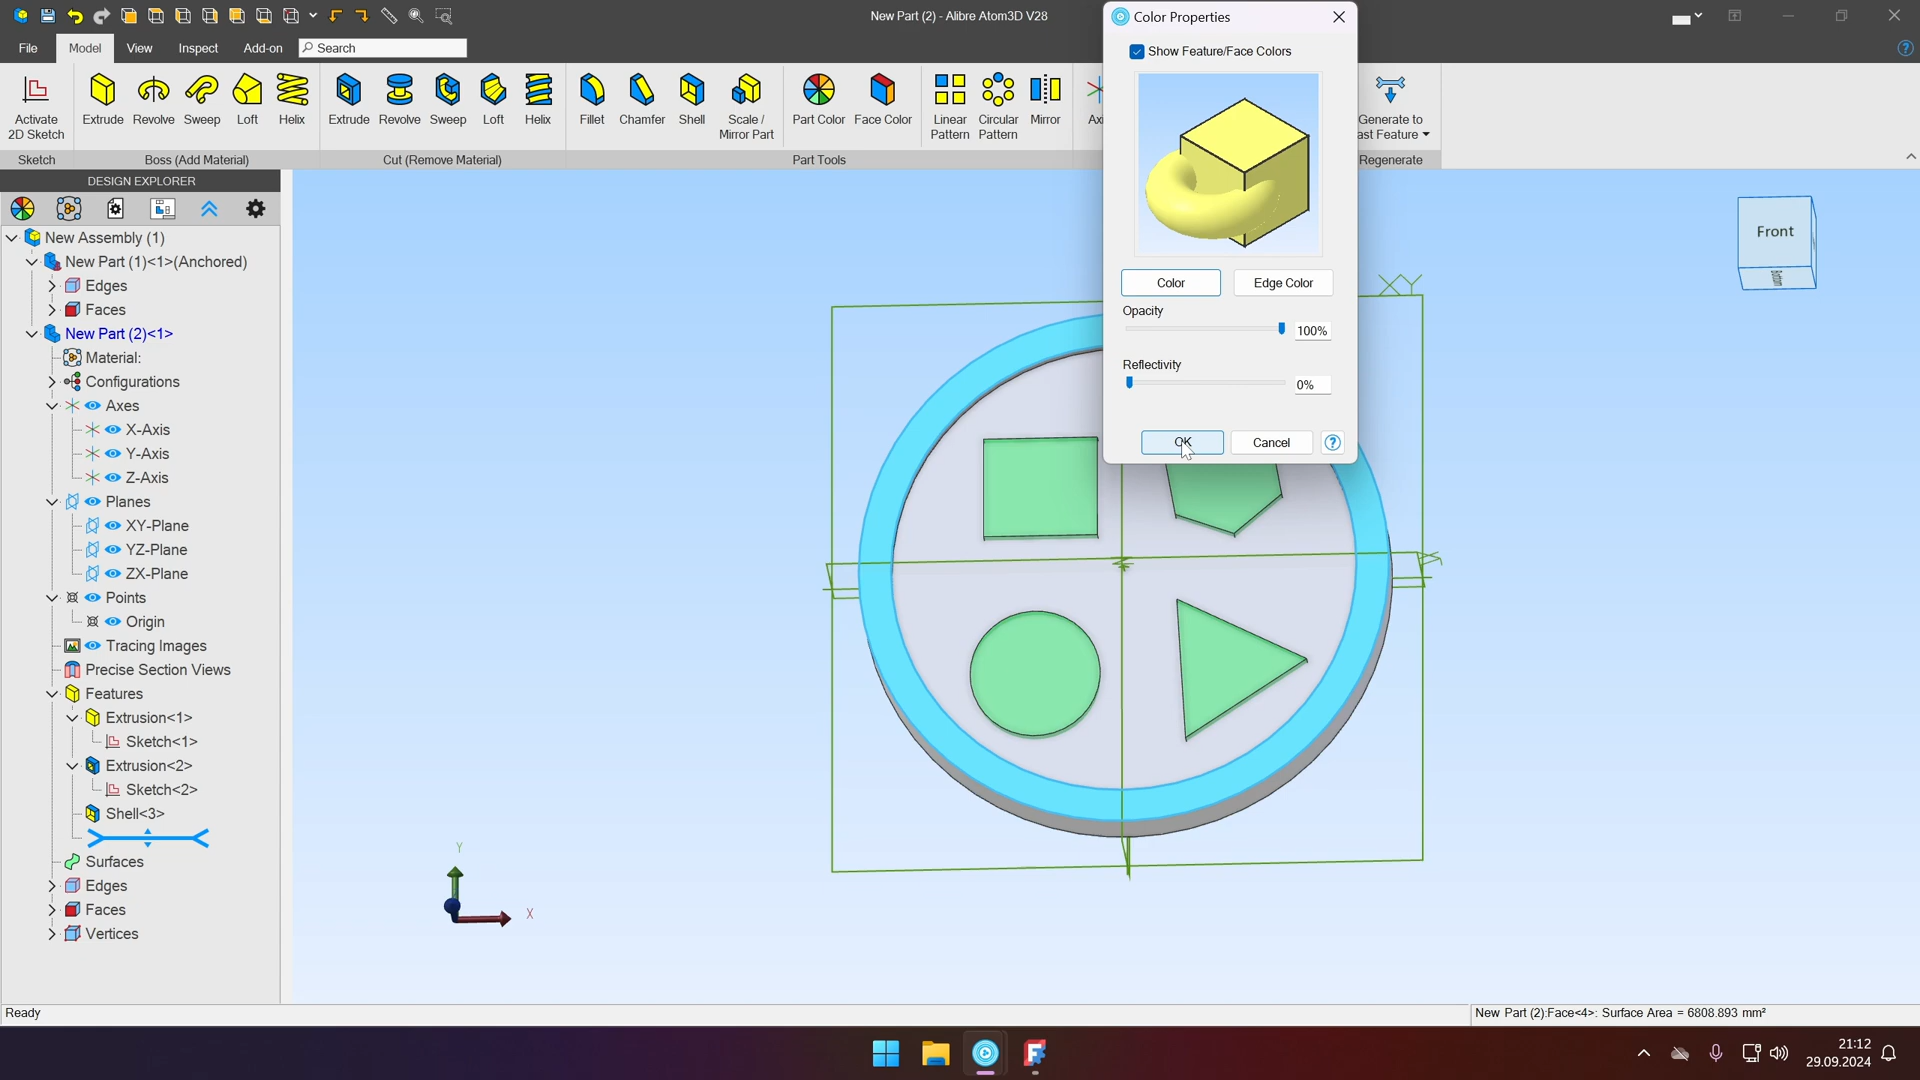 New Part (2) - Alibre Atom3D V28
Color Properties
File Model View Inspect Add-on Search
Show Feature/Face Colors
Activate 2D Sketch
Extrude Revolve Sweep Loft Helix
Extrude Revolve Sweep Loft Helix
Fillet Chamfer Shell Scale / Mirror Part
Part Color Face Color
Linear Pattern Circular Pattern Mirror
Generate to
ast Feature
Sketch Boss (Add Material) Cut (Remove Material) Part Tools Regenerate
DESIGN EXPLORER
New Assembly (1)
New Part (1)<1>(Anchored)
Edges
Faces
New Part (2)<1>
Material:
Configurations
Axes
X-Axis
Y-Axis
Z-Axis
Planes
XY-Plane
YZ-Plane
ZX-Plane
Points
Origin
Tracing Images
Precise Section Views
Features
Extrusion<1>
Sketch<1>
Extrusion<2>
Sketch<2>
Shell<3>
Surfaces
Edges
Faces
Vertices
Color Edge Color
Opacity
100%
Reflectivity
0%
OK Cancel
Front
Bottom
XY
Y
X
Ready
New Part (2):Face<4>: Surface Area = 6808.893 mm²
21:12
29.09.2024